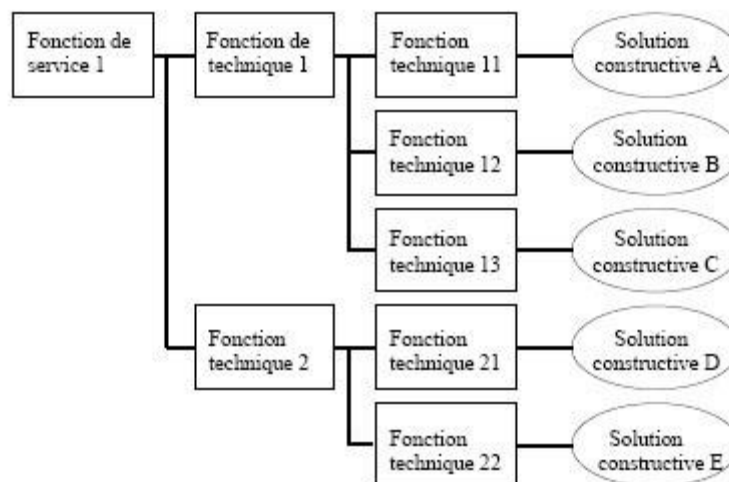 Fonction de
service 1
Fonction de
technique 1
Fonction
technique 11
Solution
constructive A
Fonction
technique 12
Solution
constructive B
Fonction
technique 13
Solution
constructive C
Fonction
technique 2
Fonction
technique 21
Solution
constructive D
Fonction
technique 22
Solution
constructive E